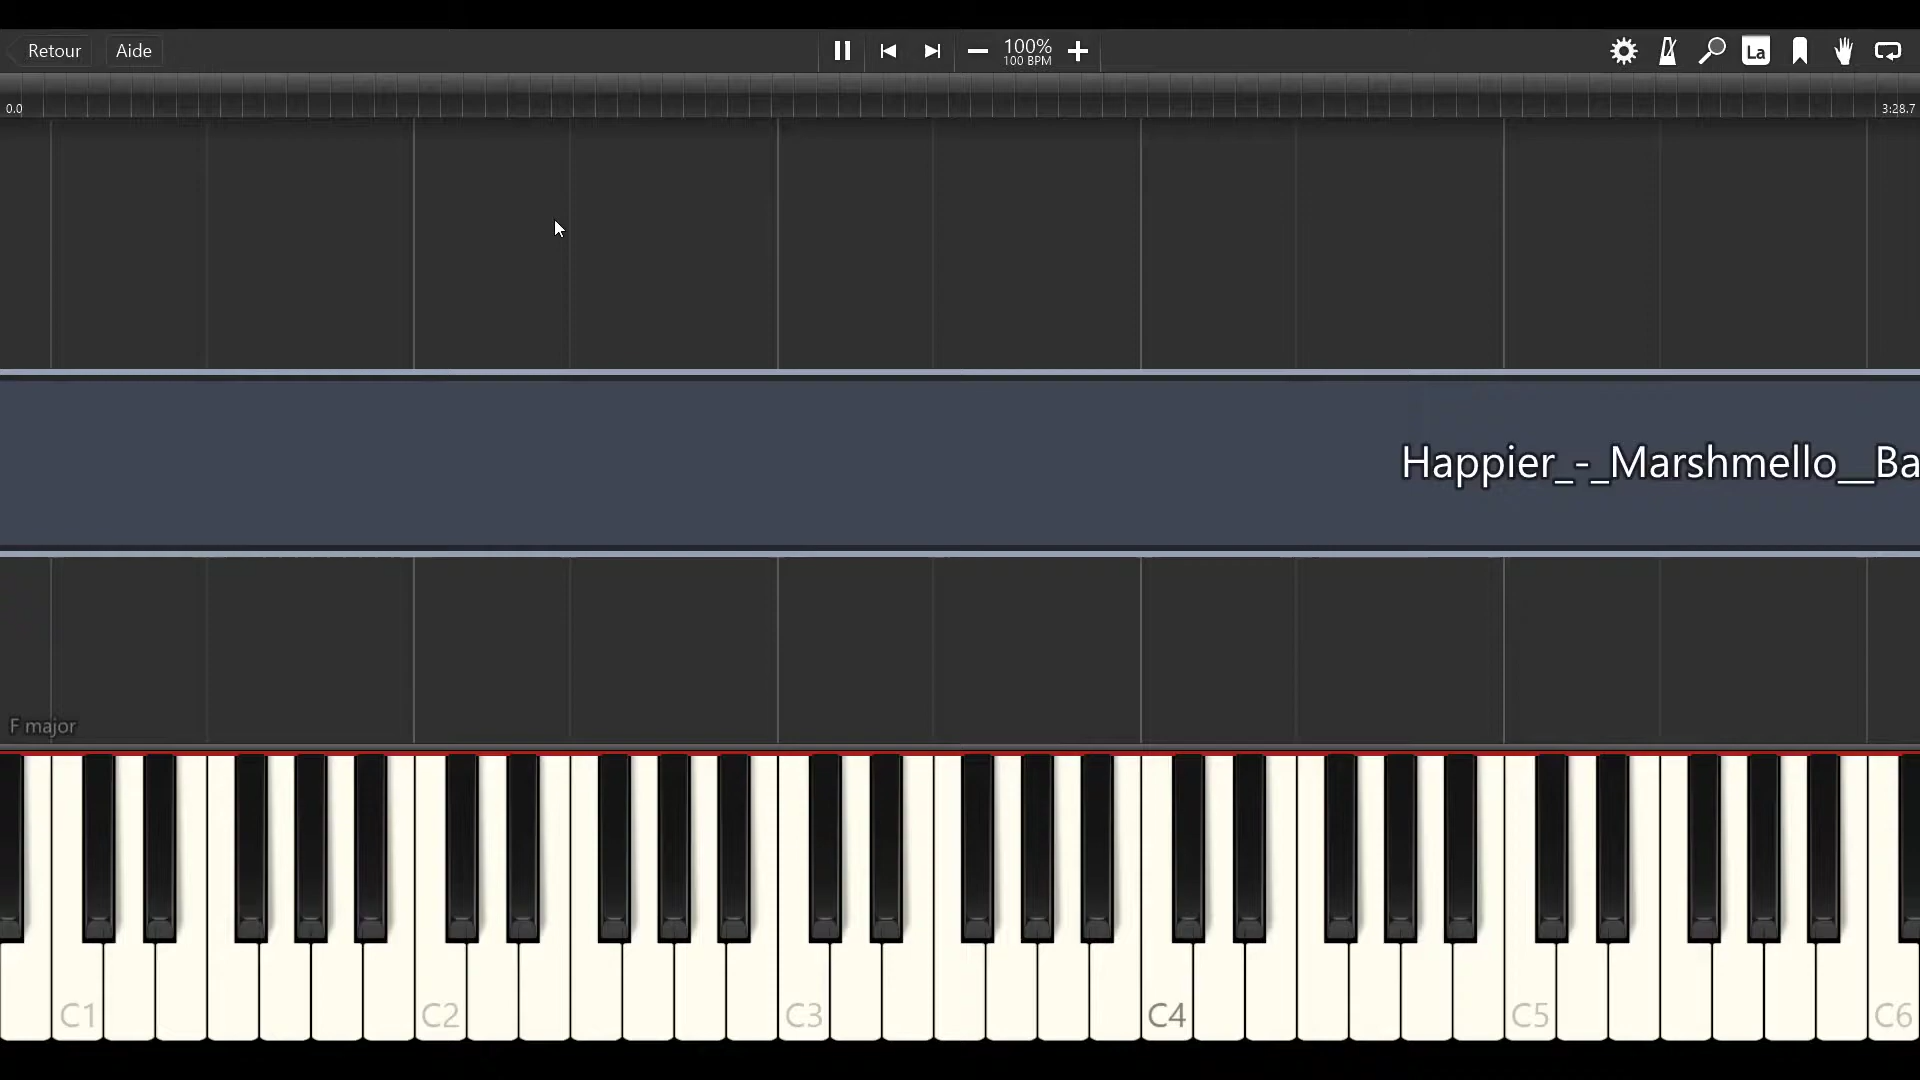 Retour Aide 100% La
100 BPM
0.0 3:28.7
Happier_-_Marshmello__Ba
F major
C1 C2 C3 C4 C5 C6